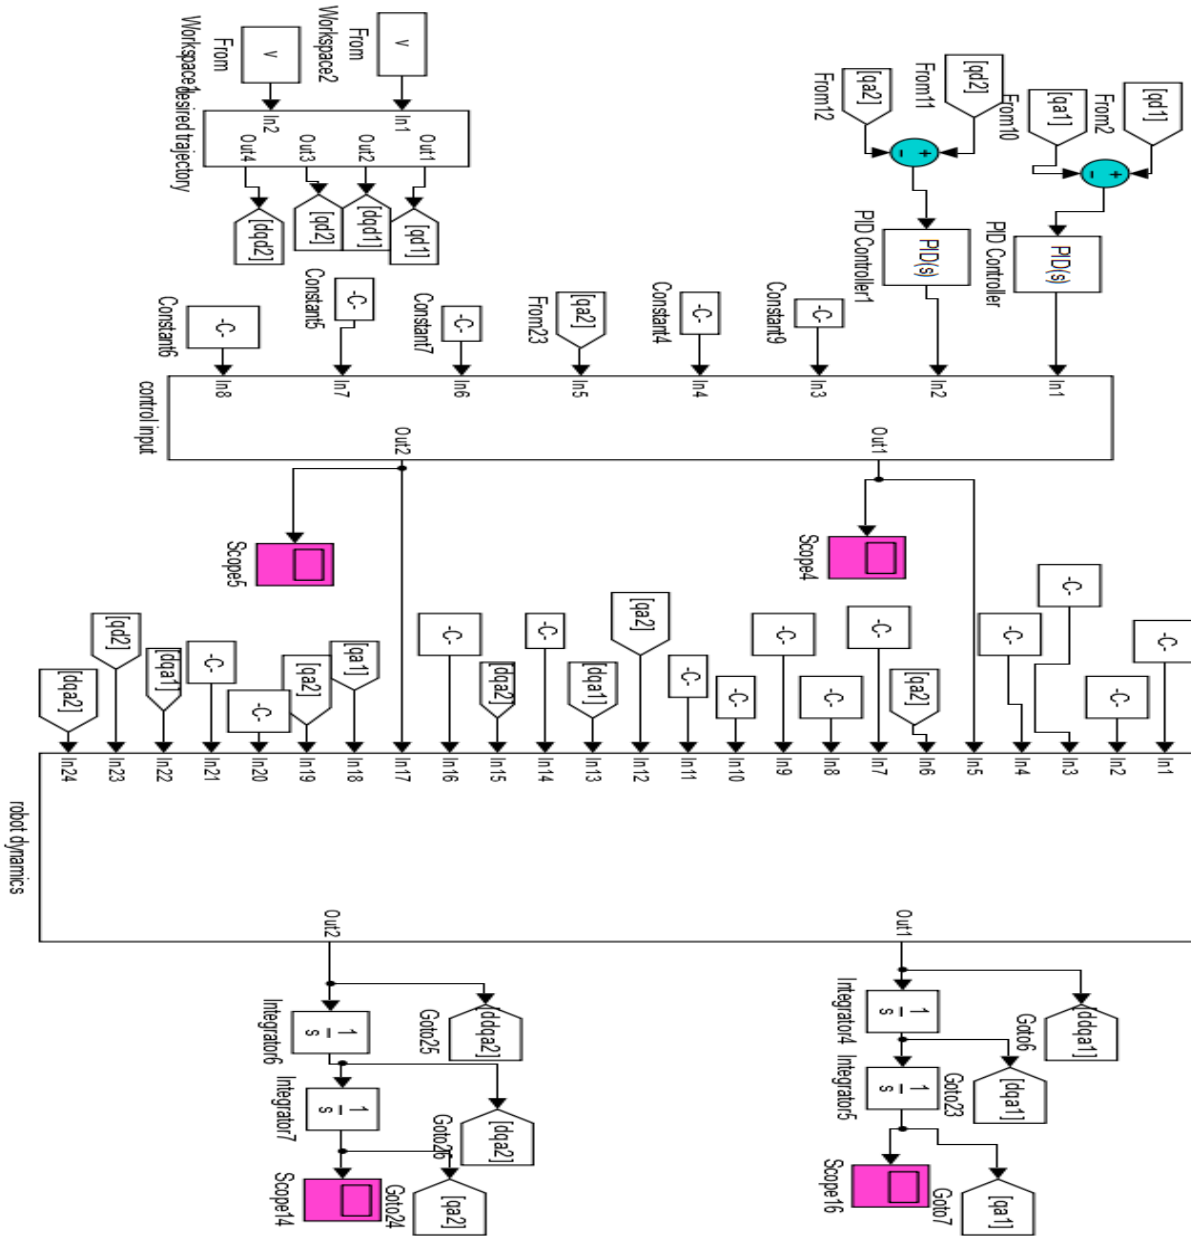 [qd1]
From2
[qa1]
From10
[qd2]
From11
[qa2]
From12
+
-
+
-
PID(s)
PID Controller
PID(s)
PID Controller1
v
From
Workspace2
v
From
Workspace1
In1
In2
Out1
Out2
Out3
Out4
desired trajectory
[qd1]
[dqd1]
[qd2]
[dqd2]
-C-
Constant9
-C-
Constant4
[qa2]
From23
-C-
Constant7
-C-
Constant5
-C-
Constant6
In1
In2
In3
In4
In5
In6
In7
In8
Out1
Out2
control input
Scope4
Scope5
-C-
-C-
-C-
-C-
[qa2]
-C-
-C-
-C-
-C-
-C-
[qa2]
[dqa1]
-C-
[dqa2]
-C-
[qa1]
[qa2]
-C-
-C-
[dqa1]
[qd2]
[dqa2]
In1
In2
In3
In4
In5
In6
In7
In8
In9
In10
In11
In12
In13
In14
In15
In16
In17
In18
In19
In20
In21
In22
In23
In24
Out1
Out2
robot dynamics
[ddqa1]
Goto6
1
s
Integrator4
[dqa1]
Goto23
1
s
Integrator5
[qa1]
Goto7
Scope16
[ddqa2]
Goto25
1
s
Integrator6
[dqa2]
Goto26
1
s
Integrator7
[qa2]
Goto24
Scope14